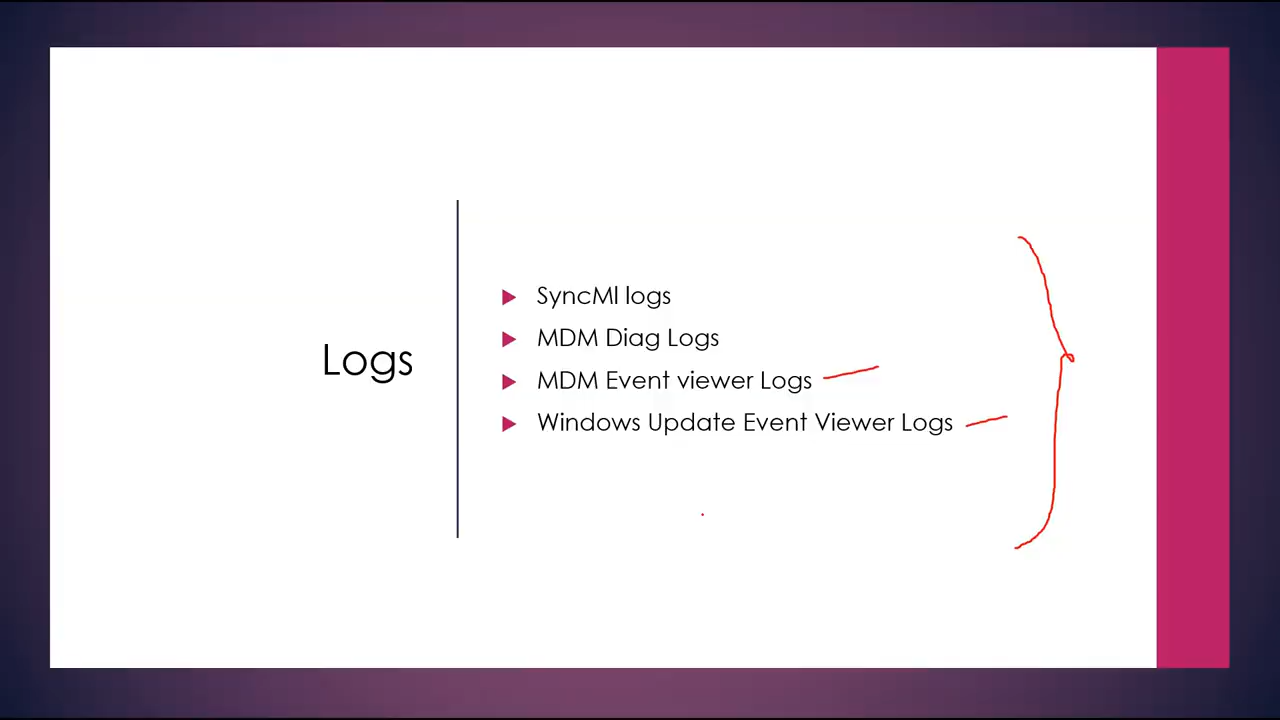 Logs
SyncMl logs
MDM Diag Logs
MDM Event viewer Logs
Windows Update Event Viewer Logs